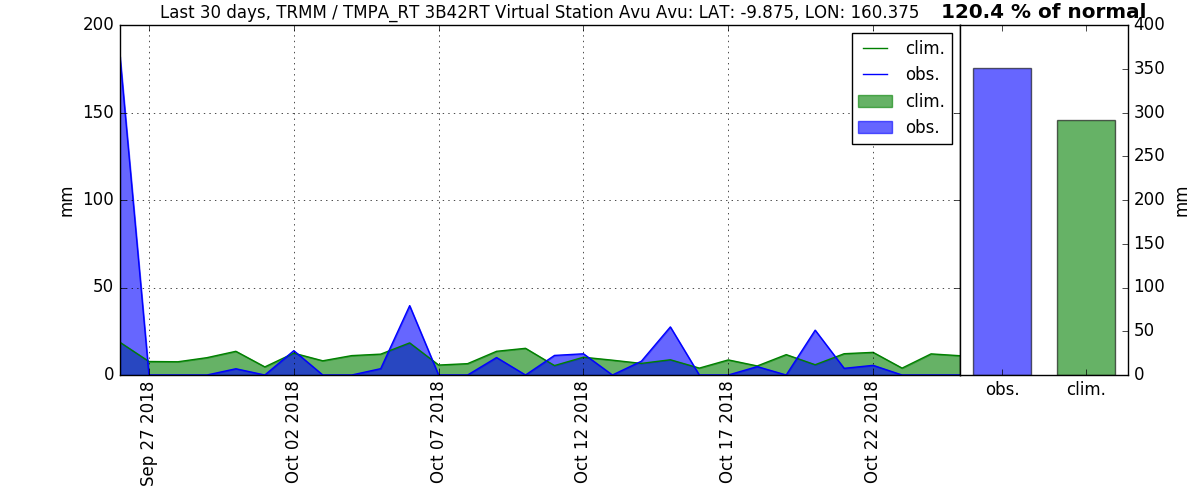 Last 30 days, TRMM / TMPA_RT 3B42RT Virtual Station Avu Avu: LAT: -9.875, LON: 160.375
120.4 % of normal
200
150
100
50
0
mm
clim.
obs.
clim.
obs.
Sep 27 2018
Oct 02 2018
Oct 07 2018
Oct 12 2018
Oct 17 2018
Oct 22 2018
400
350
300
250
200
150
100
50
0
mm
obs.
clim.